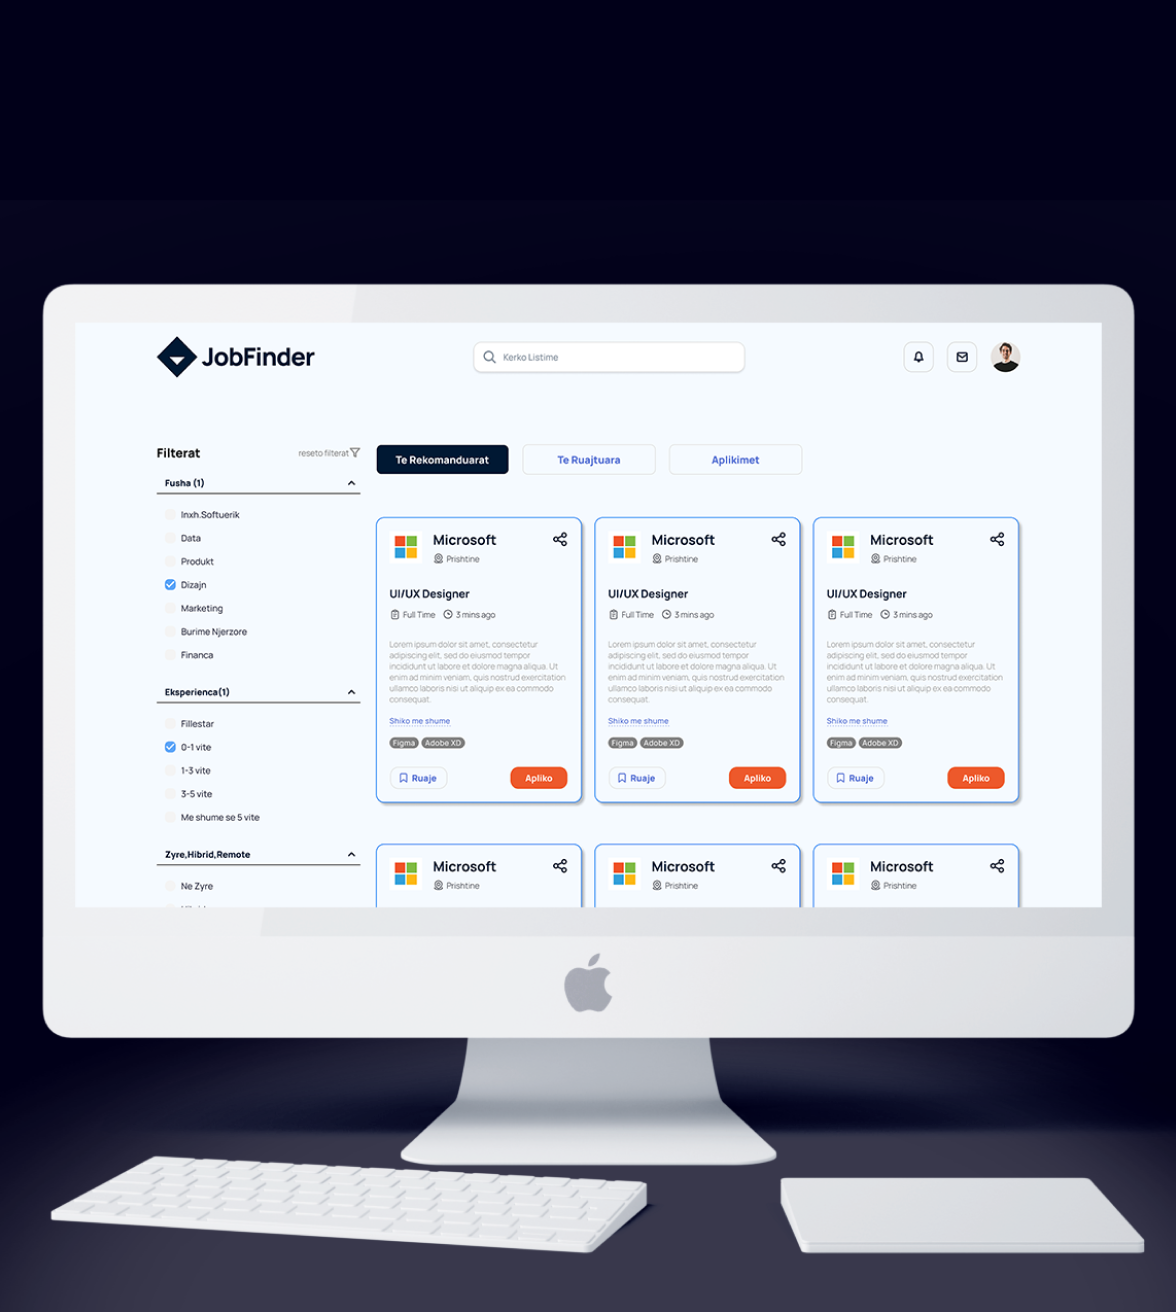 JobFinder
Kerko Listime
Filterat
reseto filterat
Te Rekomanduarat
Te Ruajtuara
Aplikimet
Fusha (1)
Inxh.Softuerik
Data
Produkt
Dizajn
Marketing
Burime Njerzore
Financa
Eksperienca(1)
Fillestar
0-1 vite
1-3 vite
3-5 vite
Me shume se 5 vite
Zyre,Hibrid,Remote
Ne Zyre
Microsoft
Prishtine
UI/UX Designer
Full Time 3 mins ago
Lorem ipsum dolor sit amet, consectetur
adipiscing elit, sed do eiusmod tempor
incididunt ut labore et dolore magna aliqua. Ut
enim ad minim veniam, quis nostrud exercitation
ullamco laboris nisi ut aliquip ex ea commodo
consequat.
Shiko me shume
Figma Adobe XD
Ruaje Apliko
Microsoft
Prishtine
UI/UX Designer
Full Time 3 mins ago
Lorem ipsum dolor sit amet, consectetur
adipiscing elit, sed do eiusmod tempor
incididunt ut labore et dolore magna aliqua. Ut
enim ad minim veniam, quis nostrud exercitation
ullamco laboris nisi ut aliquip ex ea commodo
consequat.
Shiko me shume
Figma Adobe XD
Ruaje Apliko
Microsoft
Prishtine
UI/UX Designer
Full Time 3 mins ago
Lorem ipsum dolor sit amet, consectetur
adipiscing elit, sed do eiusmod tempor
incididunt ut labore et dolore magna aliqua. Ut
enim ad minim veniam, quis nostrud exercitation
ullamco laboris nisi ut aliquip ex ea commodo
consequat.
Shiko me shume
Figma Adobe XD
Ruaje Apliko
Microsoft
Prishtine
Microsoft
Prishtine
Microsoft
Prishtine